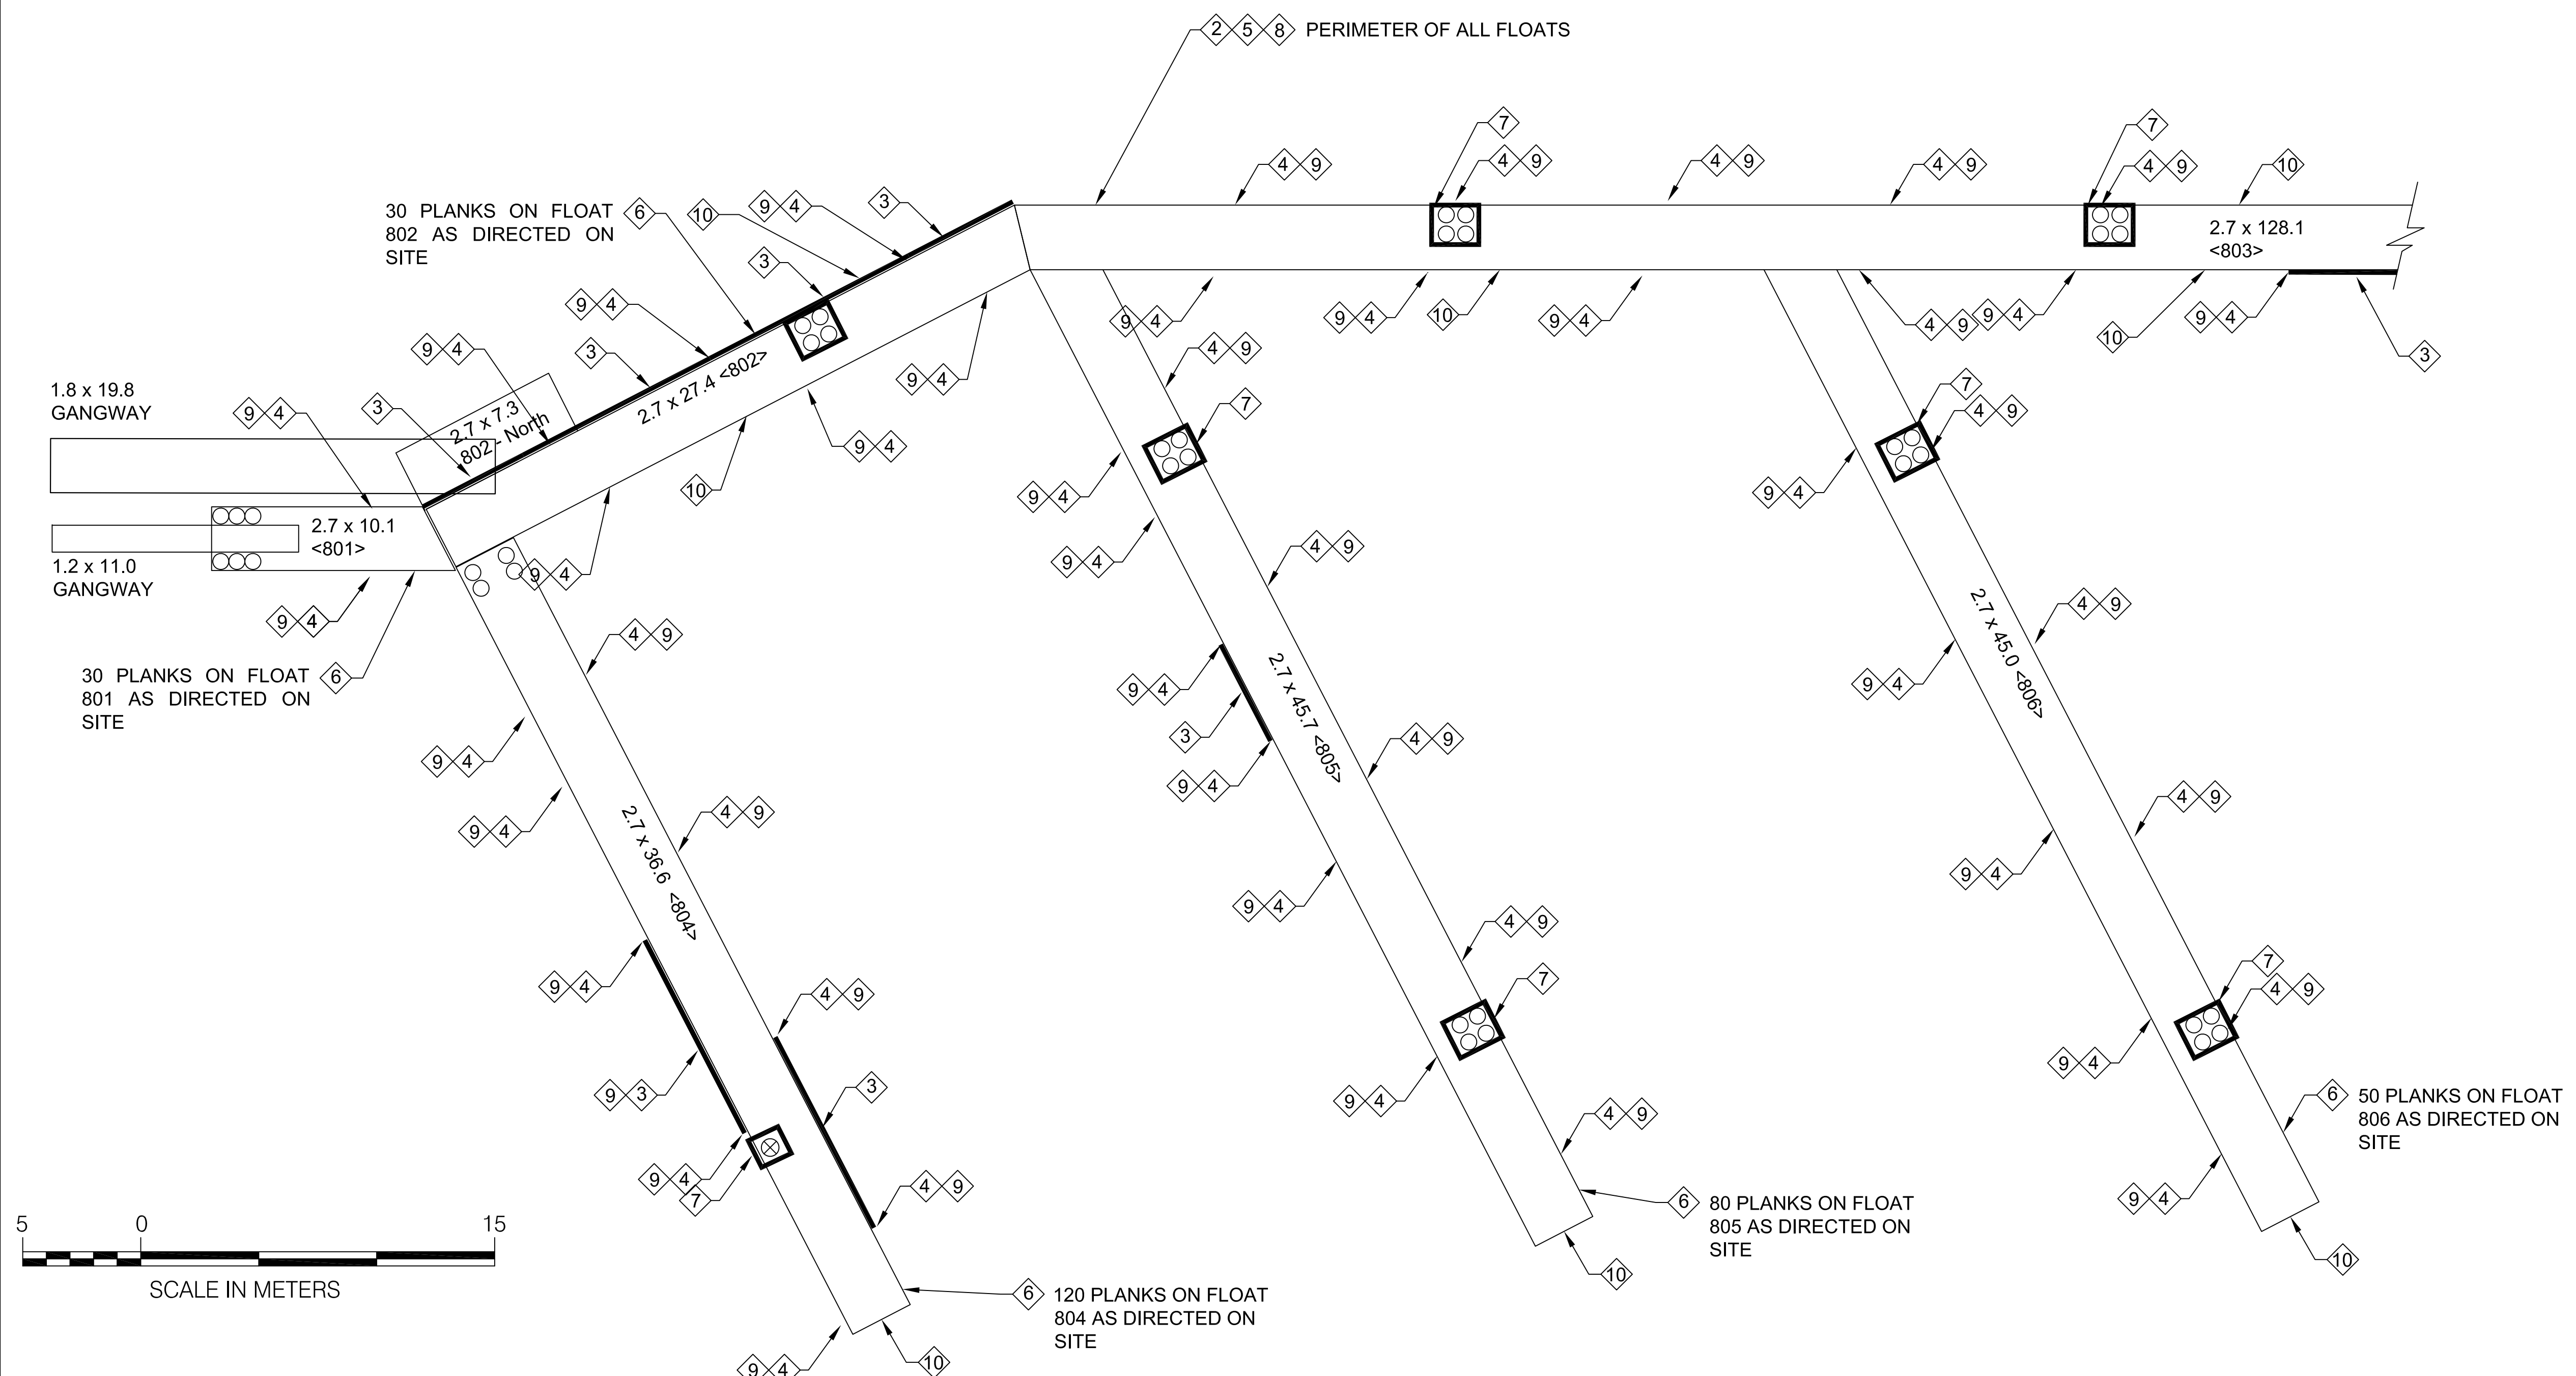 2 5 8 PERIMETER OF ALL FLOATS
7
4 9
4 9
4 9
4 9
7
4 9
10
30 PLANKS ON FLOAT
802 AS DIRECTED ON
SITE
6
10
9 4
3
3
9 4
3
9 4
3
9 4
2.7 x 128.1
<803>
9 4
9 4
10
9 4
4 9
9 4
10
9 4
3
1.8 x 19.8
GANGWAY
2.7 x 7.3
802 - North
2.7 x 27.4 <802>
9 4
4 9
10
9 4
2.7 x 10.1
<801>
1.2 x 11.0
GANGWAY
9 4
30 PLANKS ON FLOAT
801 AS DIRECTED ON
SITE
6
4 9
9 4
9 4
4 9
2.7 x 36.6 <804>
9 4
4 9
9 3
3
9 4
7
4 9
6
120 PLANKS ON FLOAT
804 AS DIRECTED ON
SITE
10
9 4
4 9
7
9 4
9 4
4 9
9 4
3
9 4
2.7 x 45.7 <805>
4 9
9 4
4 9
7
9 4
4 9
6
80 PLANKS ON FLOAT
805 AS DIRECTED ON
SITE
10
7
4 9
9 4
4 9
2.7 x 45.0 <806>
9 4
4 9
9 4
7
4 9
9 4
6
50 PLANKS ON FLOAT
806 AS DIRECTED ON
SITE
9 4
10
5 0 15
SCALE IN METERS